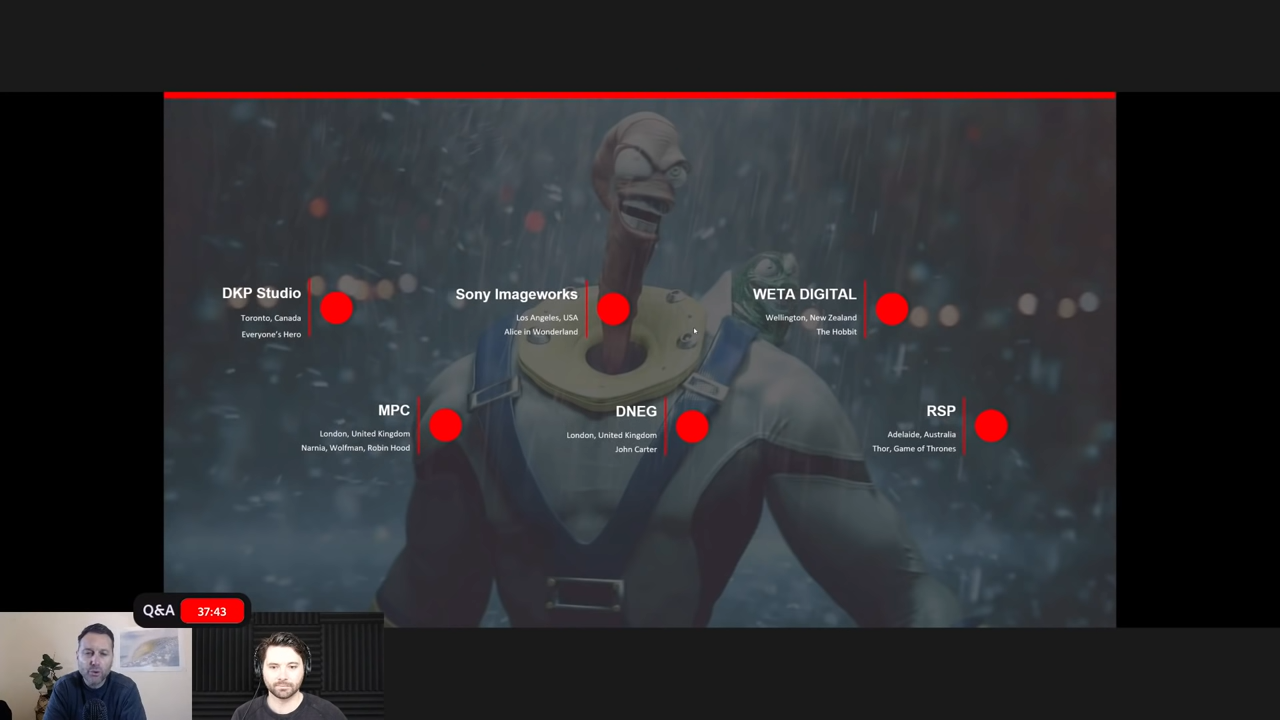 DKP Studio
Toronto, Canada
Everyone's Hero
Sony Imageworks
Los Angeles, USA
Alice in Wonderland
WETA DIGITAL
Wellington, New Zealand
The Hobbit
MPC
London, United Kingdom
Narnia, Wolfman, Robin Hood
DNEG
London, United Kingdom
John Carter
RSP
Adelaide, Australia
Thor, Game of Thrones
Q&A 37:43